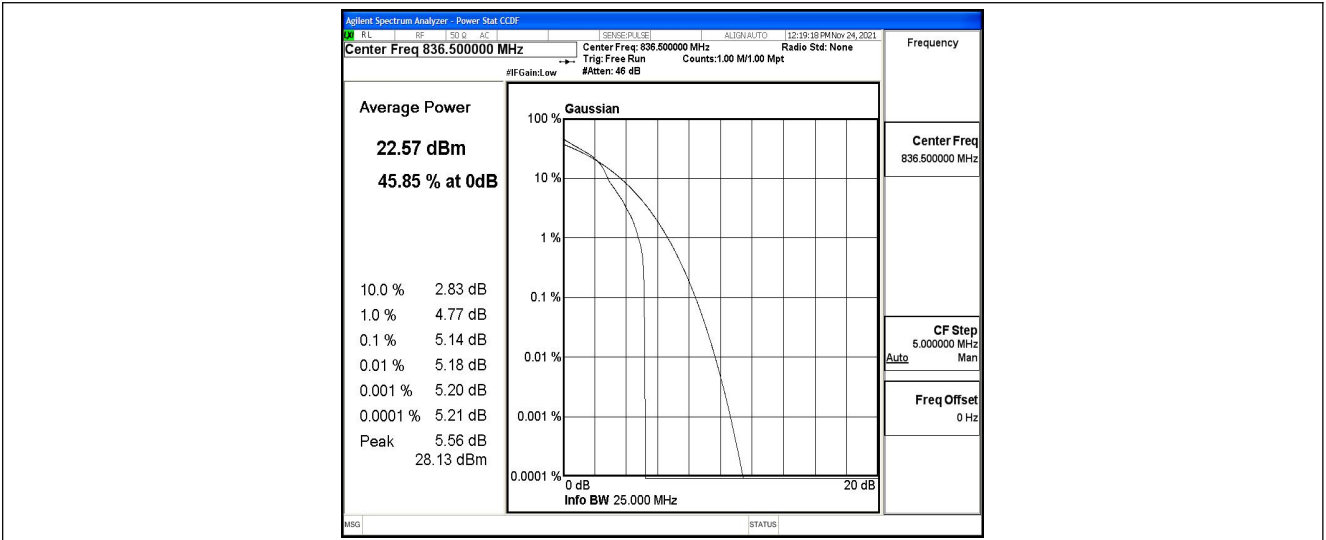 Agilent Spectrum Analyzer - Power Stat CCDF
LXI RL RF 50 Ω AC SENSE:PULSE ALIGN AUTO 12:19:18 PM Nov 24, 2021
Center Freq 836.500000 MHz
Center Freq: 836.500000 MHz Radio Std: None
Trig: Free Run Counts:1.00 M/1.00 Mpt
#IFGain:Low #Atten: 46 dB
Average Power
22.57 dBm
45.85 % at 0dB
10.0 % 2.83 dB
1.0 % 4.77 dB
0.1 % 5.14 dB
0.01 % 5.18 dB
0.001 % 5.20 dB
0.0001 % 5.21 dB
Peak 5.56 dB
28.13 dBm
Gaussian
100 %
10 %
1 %
0.1 %
0.01 %
0.001 %
0.0001 %
0 dB 20 dB
Info BW 25.000 MHz
Frequency
Center Freq
836.500000 MHz
CF Step
5.000000 MHz
Auto Man
Freq Offset
0 Hz
MSG STATUS